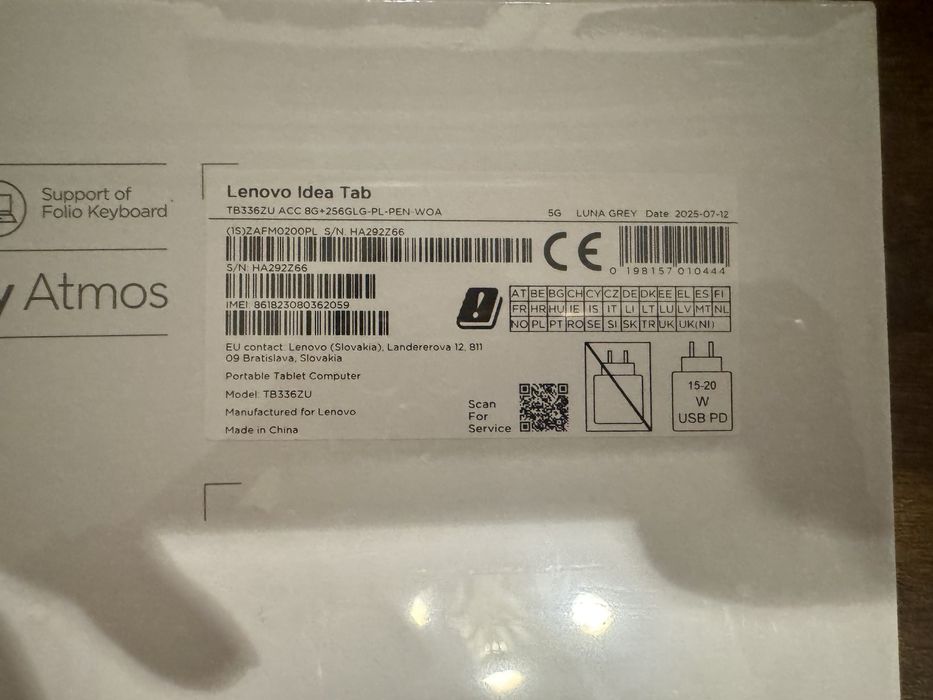 Support of
Folio Keyboard
Atmos
Lenovo Idea Tab
TB336ZU ACC 8G+256GLG-PL-PEN-WOA 5G LUNA GREY Date 2025-07-12
(1S)ZAFM0200PL S/N: HA292Z66
S/N: HA292Z66
IMEI: 861823080362059
CE
0 198157 010444
AT BE BG CH CY CZ DE DK EE EL ES FI
FR HR HU IE IS IT LI LT LU LV MT NL
NO PL PT RO SE SI SK TR UK UK(NI)
EU contact: Lenovo (Slovakia), Landererova 12, 811
09 Bratislava, Slovakia
Portable Tablet Computer
Model: TB336ZU
Manufactured for Lenovo
Made in China
Scan
For
Service
15-20
W
USB PD